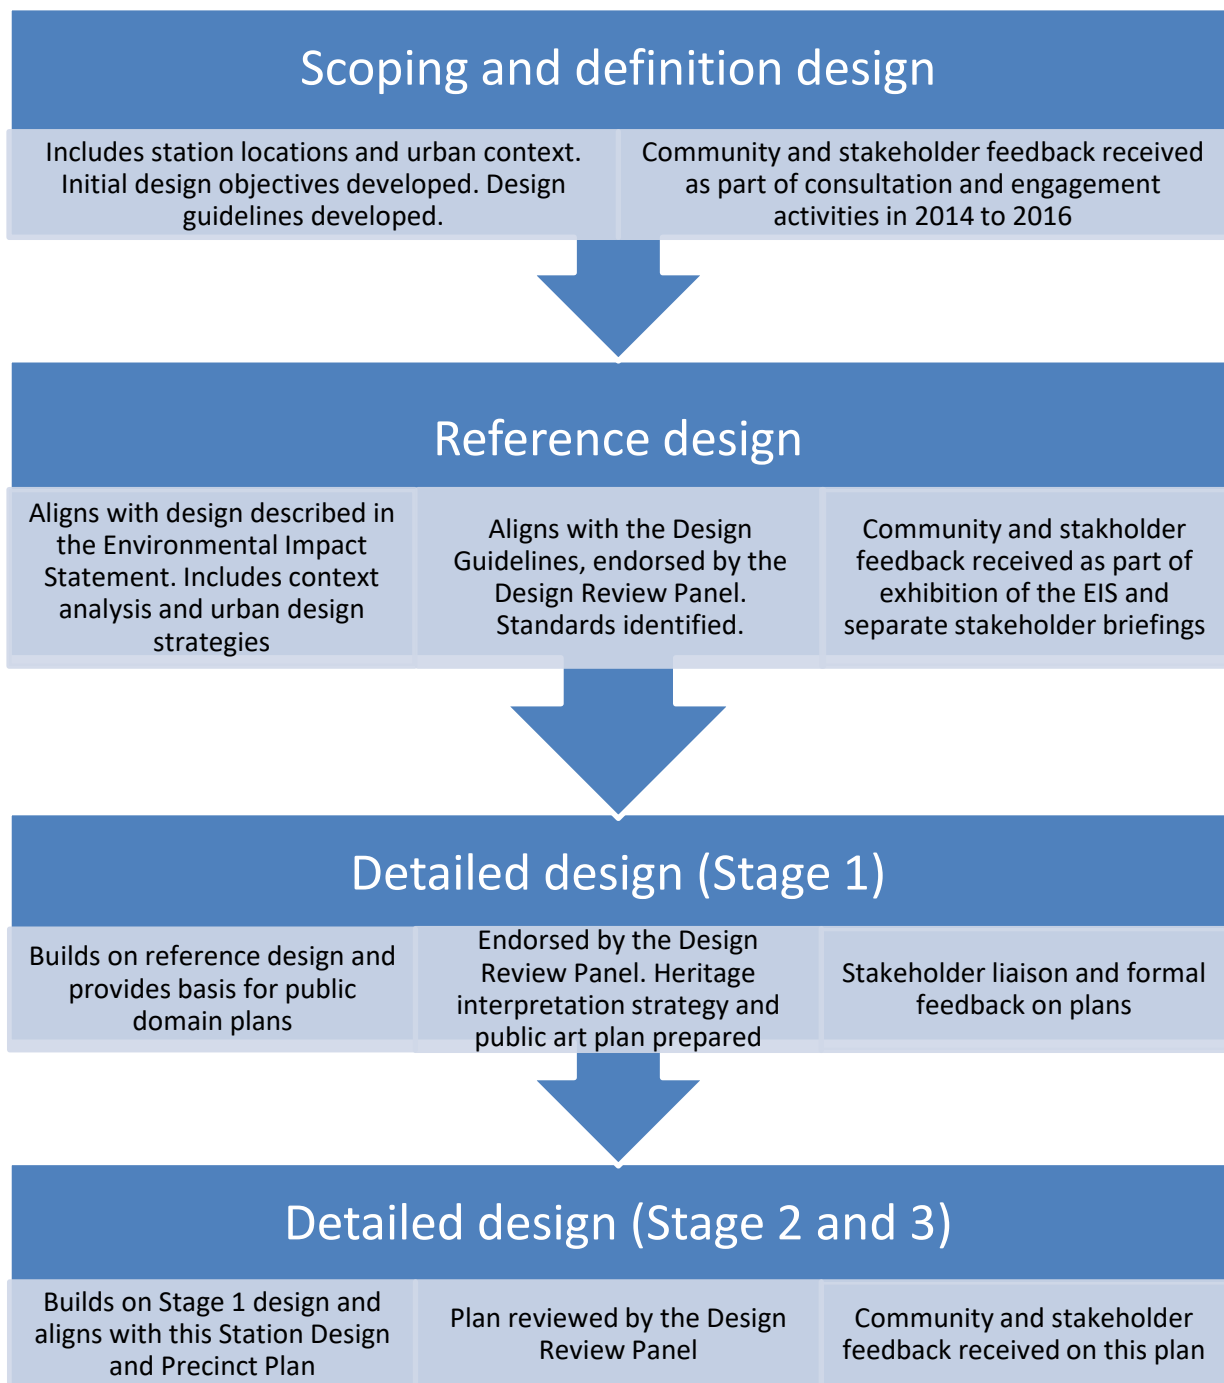 Scoping and definition design
Includes station locations and urban context.
Initial design objectives developed. Design
guidelines developed.
Community and stakeholder feedback received
as part of consultation and engagement
activities in 2014 to 2016
Reference design
Aligns with design described in
the Environmental Impact
Statement. Includes context
analysis and urban design
strategies
Aligns with the Design
Guidelines, endorsed by the
Design Review Panel.
Standards identified.
Community and stakholder
feedback received as part of
exhibition of the EIS and
separate stakeholder briefings
Detailed design (Stage 1)
Builds on reference design and
provides basis for public
domain plans
Endorsed by the Design
Review Panel. Heritage
interpretation strategy and
public art plan prepared
Stakeholder liaison and formal
feedback on plans
Detailed design (Stage 2 and 3)
Builds on Stage 1 design and
aligns with this Station Design
and Precinct Plan
Plan reviewed by the Design
Review Panel
Community and stakeholder
feedback received on this plan